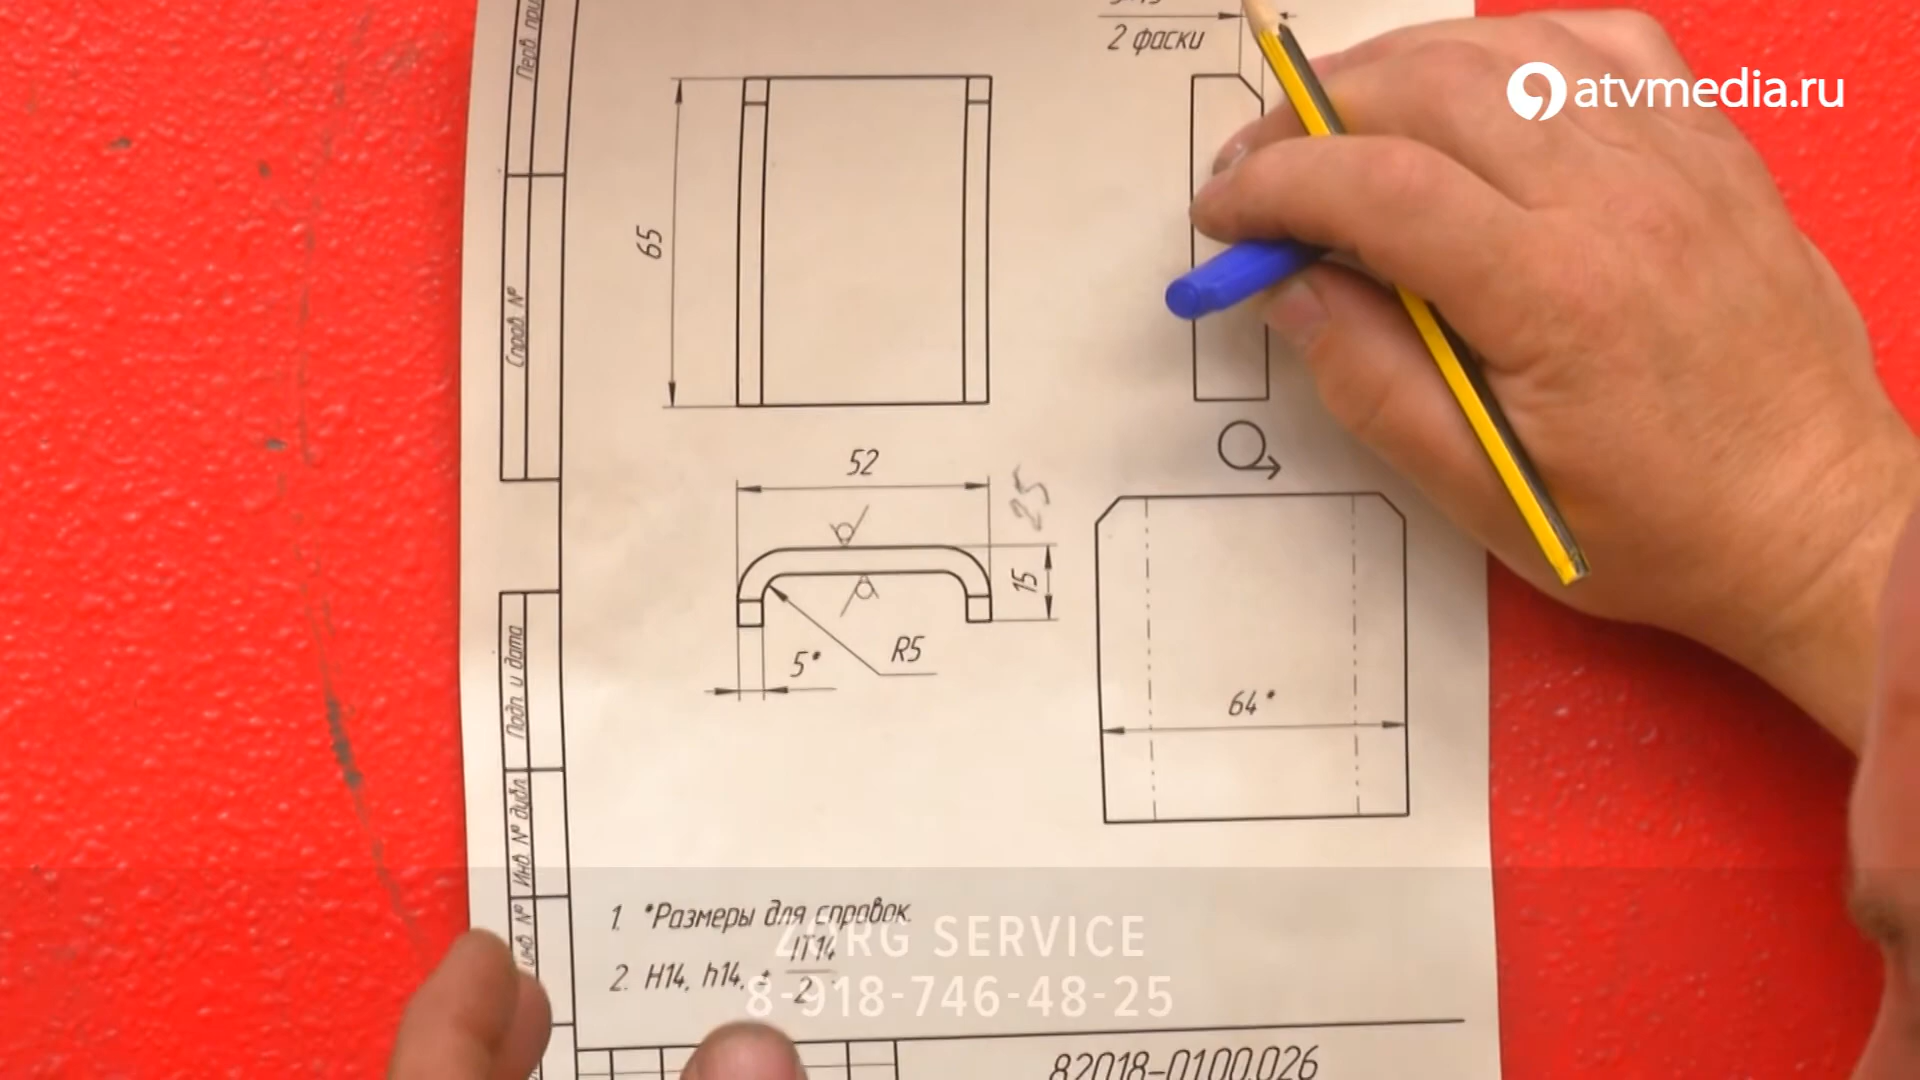 2 фаски
atvmedia.ru
Перв.
65
Справ. №
52
25
15
5*
R5
64*
Подп. и дата
Инв. № дубл.
инв. №
1. *Размеры для справок.
2. H14, h14, ± IT14/2.
ZORG SERVICE
8-918-746-48-25
82018-0100.026